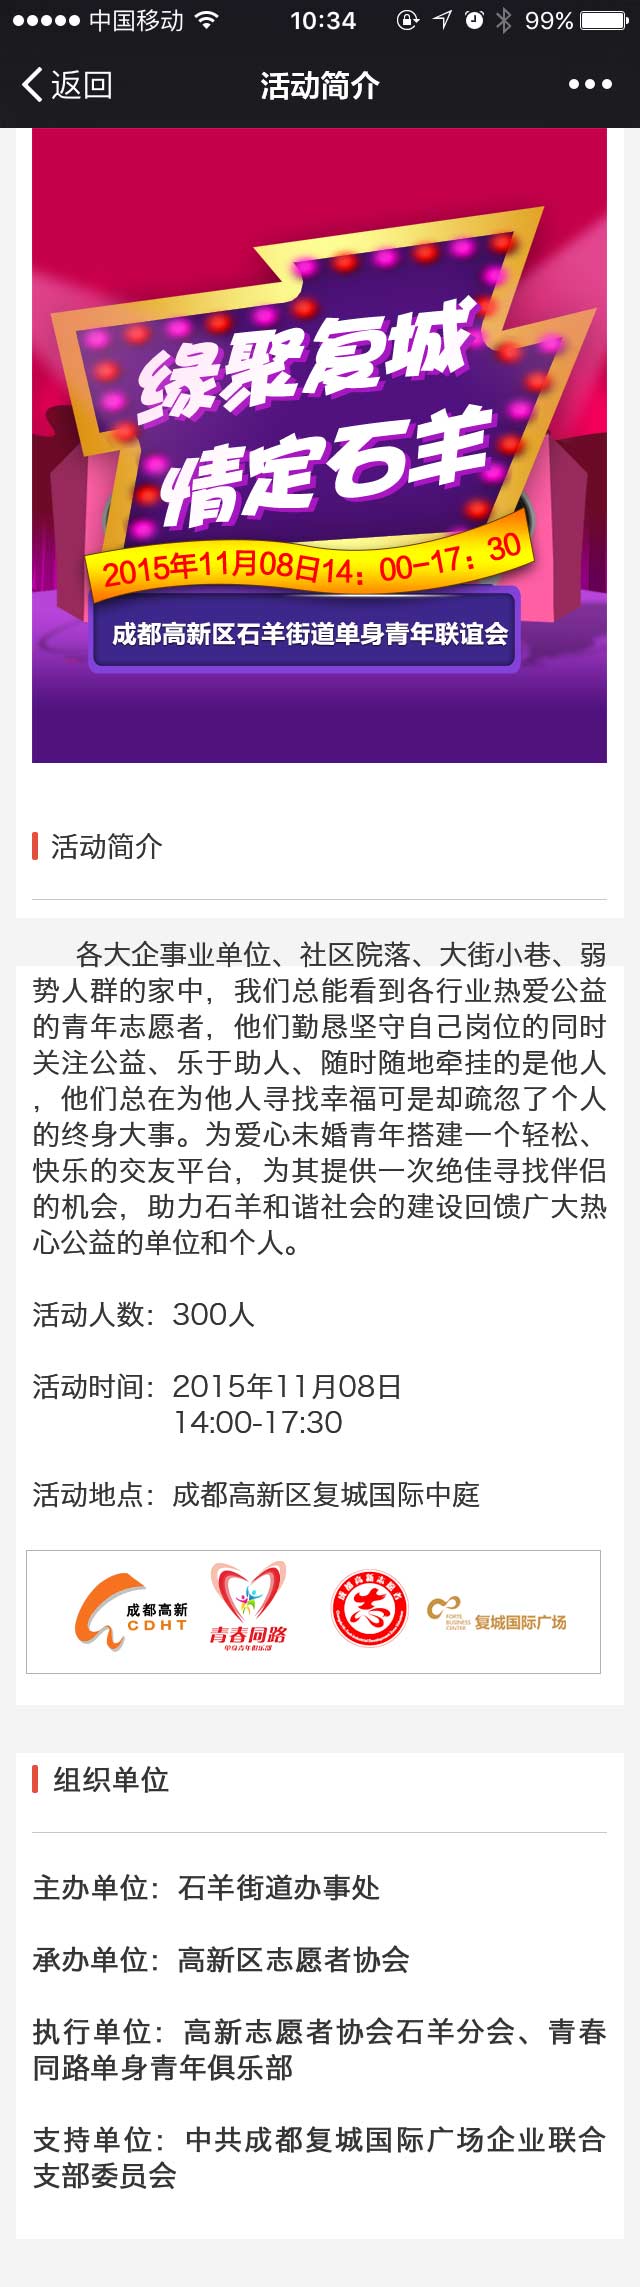 中国移动 10:34 99%
返回 活动简介
缘聚复城
情定石羊
2015年11月08日14：00-17：30
成都高新区石羊街道单身青年联谊会
活动简介
各大企事业单位、社区院落、大街小巷、弱
势人群的家中，我们总能看到各行业热爱公益
的青年志愿者，他们勤恳坚守自己岗位的同时
关注公益、乐于助人、随时随地牵挂的是他人
，他们总在为他人寻找幸福可是却疏忽了个人
的终身大事。为爱心未婚青年搭建一个轻松、
快乐的交友平台，为其提供一次绝佳寻找伴侣
的机会，助力石羊和谐社会的建设回馈广大热
心公益的单位和个人。
活动人数：300人
活动时间：2015年11月08日
14:00-17:30
活动地点：成都高新区复城国际中庭
成都高新
CDHT
青春同路
单身青年俱乐部
成都高新志愿者
FORTE
BUSINESS
CENTER
复城国际广场
组织单位
主办单位：石羊街道办事处
承办单位：高新区志愿者协会
执行单位：高新志愿者协会石羊分会、青春
同路单身青年俱乐部
支持单位：中共成都复城国际广场企业联合
支部委员会